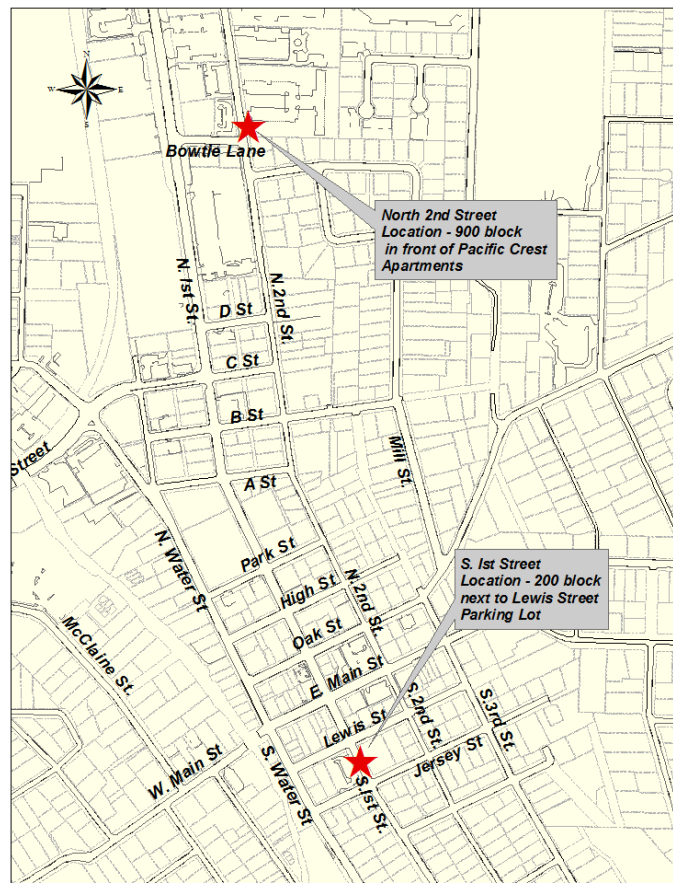 N
W
E
S
Bowtle Lane
North 2nd Street
Location - 900 block
in front of Pacific Crest
Apartments
N. Ist St.
N.2nd St.
D St
C St
B St
Street
Mill St.
A St
N. Water St
Park St
High St
N.2nd St.
S. Ist Street
Location - 200 block
next to Lewis Street
Parking Lot
Oak St
McClaine St.
E Main St
S.2nd St.
S.3rd St.
Lewis St
W. Main St
S. Water St
Jersey St
S.Ist St.